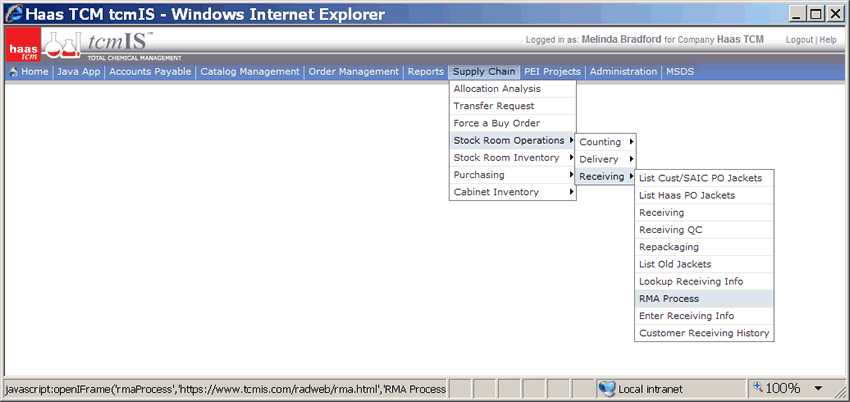 Haas TCM tcmIS - Windows Internet Explorer
haas tcm
tcmIS™
TOTAL CHEMICAL MANAGEMENT
Logged in as: Melinda Bradford for Company Haas TCM
Logout | Help
Home | Java App | Accounts Payable | Catalog Management | Order Management | Reports | Supply Chain | PEI Projects | Administration | MSDS
Allocation Analysis
Transfer Request
Force a Buy Order
Stock Room Operations
Stock Room Inventory
Purchasing
Cabinet Inventory
Counting
Delivery
Receiving
List Cust/SAIC PO Jackets
List Haas PO Jackets
Receiving
Receiving QC
Repackaging
List Old Jackets
Lookup Receiving Info
RMA Process
Enter Receiving Info
Customer Receiving History
javascript:openIFrame('rmaProcess','https://www.tcmis.com/radweb/rma.html','RMA Process
Local intranet
100%